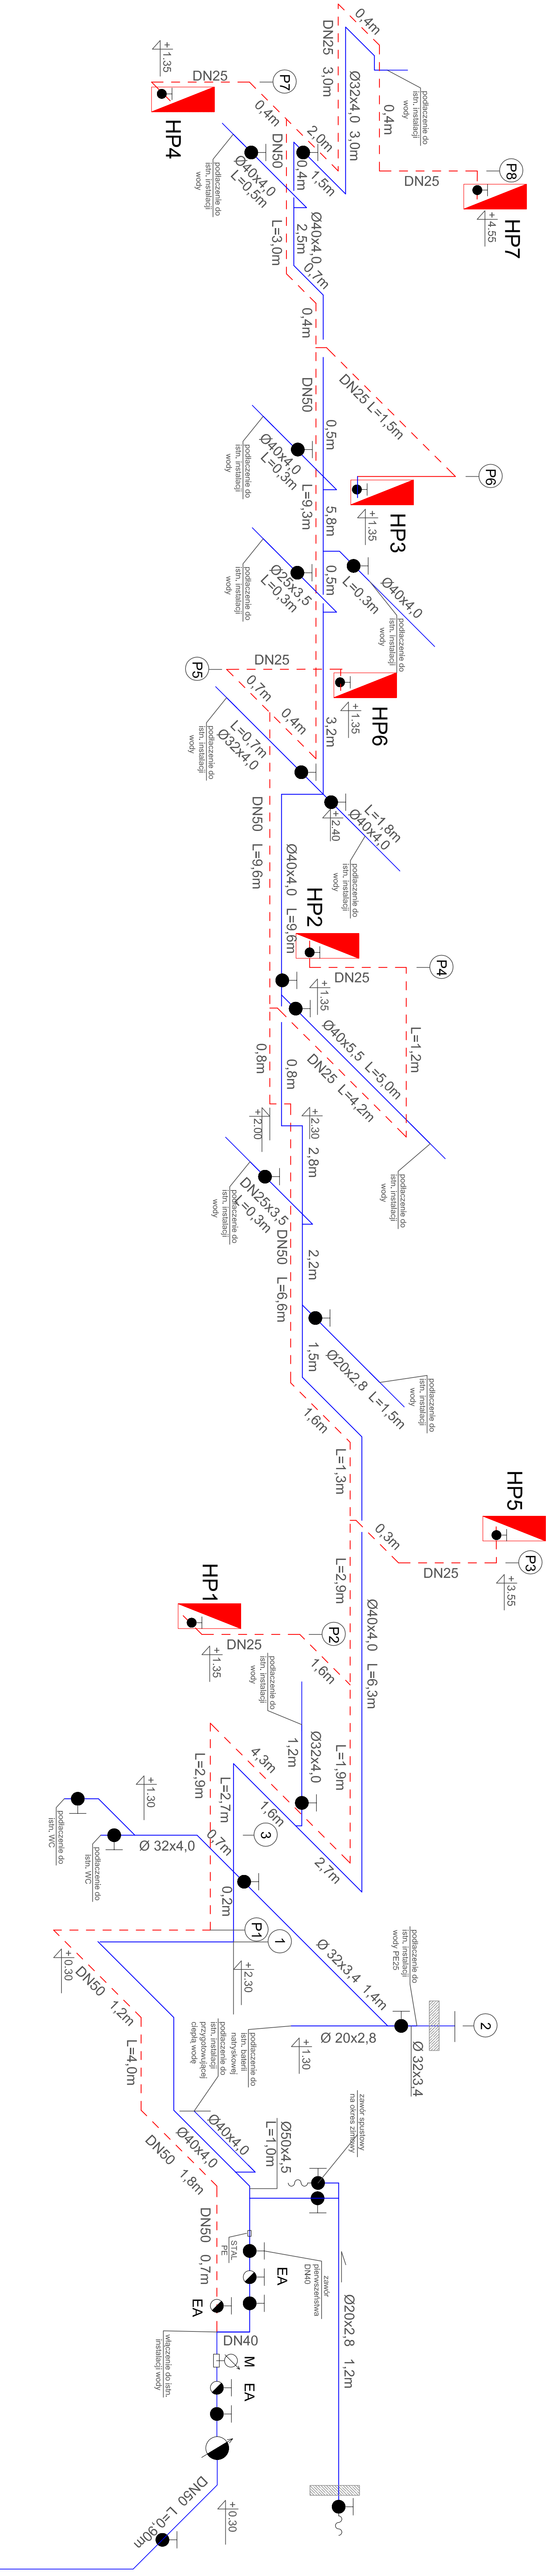 0,4m
DN25 3,0m
Ø32x4,0 3,0m
podłączenie do
istn. instalacji
wody
0,4m
P8
DN25
HP7
+4.55
+1.35
DN25
P7
HP4
0,4m
2,0m
DN50
0,4m
1,5m
Ø40x4,0
L=0,5m
podłączenie do
istn. instalacji
wody
Ø40x4,0
2,5m
L=3,0m
0,7m
0,4m
DN25 L=1,5m
P6
DN50
0,5m
HP3
+1.35
Ø40x4,0
L=0,3m
podłączenie do
istn. instalacji
wody
L=9,3m
5,8m
Ø25x3,5
L=0,3m
podłączenie do
istn. instalacji
wody
0,5m
Ø40x4,0
L=0.3m
podłączenie do
istn. instalacji
wody
DN25
P5
HP6
+1.35
0,7m
0,4m
3,2m
L=0,7m
Ø32x4,0
podłączenie do
istn. instalacji
wody
L=1,8m
Ø40x4,0
+2.40
podłączenie do
istn. instalacji
wody
DN50 L=9,6m
Ø40x4,0 L=9,6m
HP2
DN25
P4
+1.35
L=1,2m
Ø40x5,5 L=5,0m
DN25 L=4,2m
0,8m
0,8m
+2.00
+2.30
podłączenie do
istn. instalacji
wody
2,8m
DN25x3,5
L=0,3m
podłączenie do
istn. instalacji
wody
DN50 L=6,6m
2,2m
1,5m
Ø20x2,8 L=1,5m
podłączenie do
istn. instalacji
wody
1,6m
L=1,3m
HP5
0,3m
DN25
P3
+3.55
L=2,9m
Ø40x4,0 L=6,3m
HP1
DN25
P2
+1.35
1,6m
podłączenie do
istn. instalacji
wody
Ø32x4,0
1,2m
L=1,9m
4,3m
L=2,9m
L=2,7m
1,6m
2,7m
+1.30
podłączenie do
istn. WC
podłączenie do
istn. WC
Ø 32x4,0
0,7m
3
0,2m
P1
1
Ø 32x3,4 1,4m
podłączenie do
istn. instalacji
wody PE25
2
Ø 32x3,4
+0.30
+2.30
DN50 1,2m
Ø 20x2,8
+1.30
podłączenie do
istn. baterii
natryskowej
podłączenie do
istn. instalacji
przygotowującej
ciepłą wodę
L=4,0m
Ø40x4,0
Ø40x4,0
DN50 1,8m
Ø50x4,5
L=1,0m
zawór spustowy
na okres zimowy
DN50 0,7m
STAL
PE
EA
zawór
pierwszeństwa
DN40
Ø20x2,8 1,2m
EA
DN40
włączenie do istn.
instalacji wody
M
EA
+0.30
DN50 L=0,90m